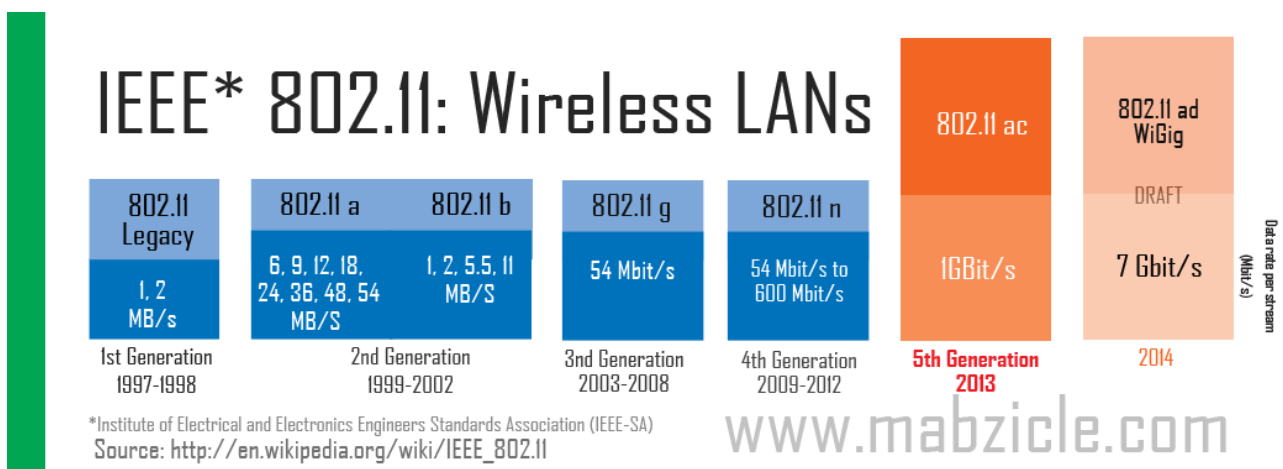 IEEE* 802.11: Wireless LANs
802.11
Legacy
1, 2
MB/s
1st Generation
1997-1998
802.11 a
6, 9, 12, 18,
24, 36, 48, 54
MB/S
802.11 b
1, 2, 5.5, 11
MB/S
2nd Generation
1999-2002
802.11 g
54 Mbit/s
3nd Generation
2003-2008
802.11 n
54 Mbit/s to
600 Mbit/s
4th Generation
2009-2012
802.11 ac
1GBit/s
5th Generation
2013
802.11 ad
WiGig
DRAFT
7 Gbit/s
2014
Data rate per stream
(Mbit/s)
*Institute of Electrical and Electronics Engineers Standards Association (IEEE-SA)
Source: http://en.wikipedia.org/wiki/IEEE_802.11
www.mabzicle.com